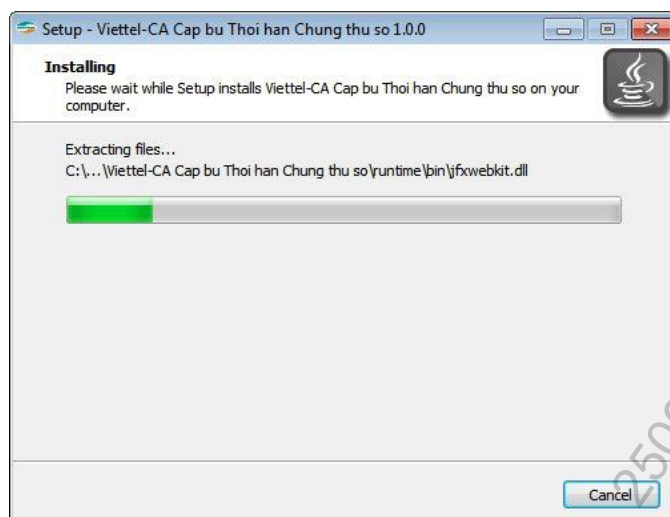 Setup - Viettel-CA Cap bu Thoi han Chung thu so 1.0.0
Installing
Please wait while Setup installs Viettel-CA Cap bu Thoi han Chung thu so on your
computer.
Extracting files...
C:\...\Viettel-CA Cap bu Thoi han Chung thu so\runtime\bin\jfxwebkit.dll
Cancel